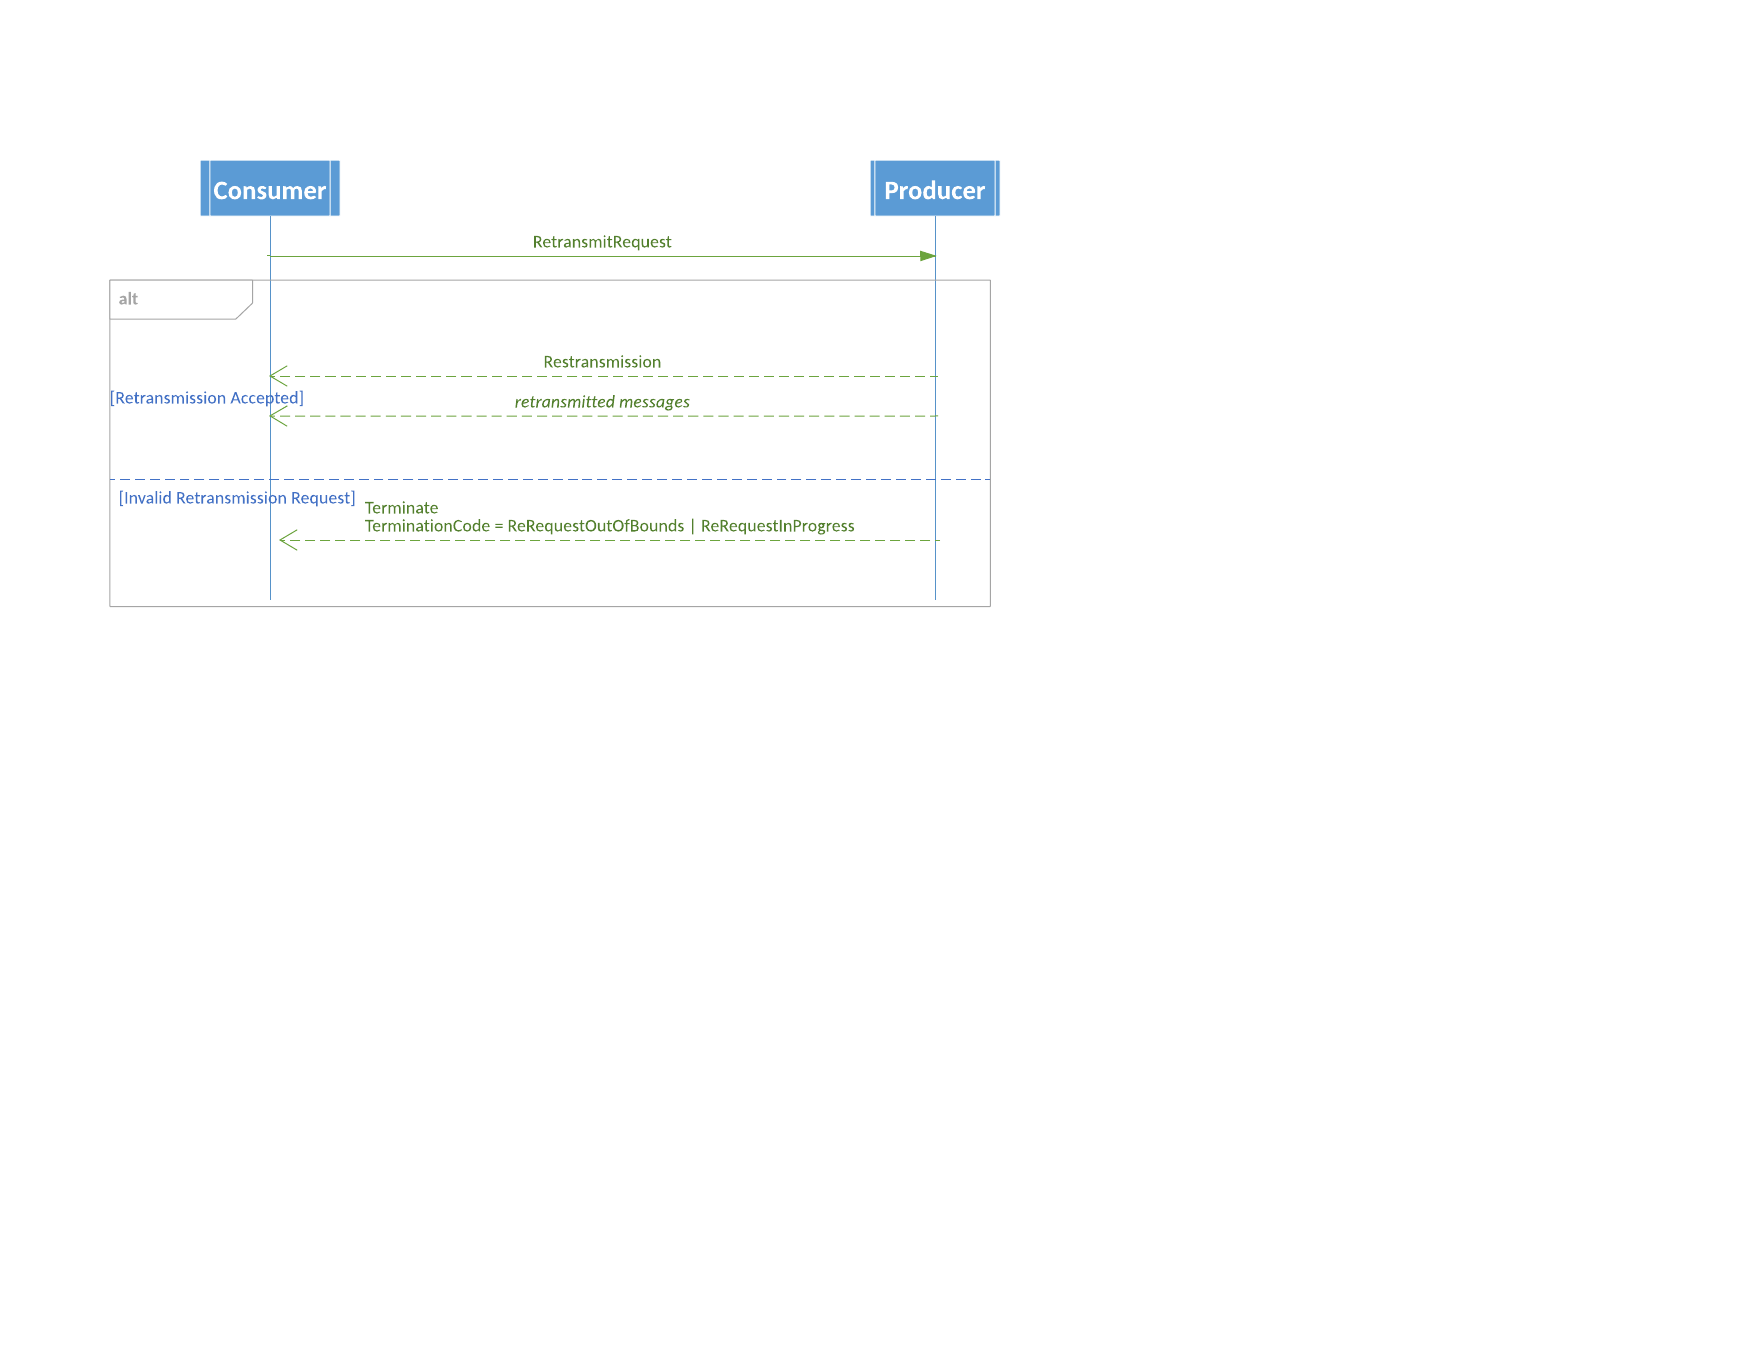 Consumer
Producer
RetransmitRequest
alt
Restransmission
[Retransmission Accepted]
retransmitted messages
[Invalid Retransmission Request]
Terminate
TerminationCode = ReRequestOutOfBounds | ReRequestInProgress